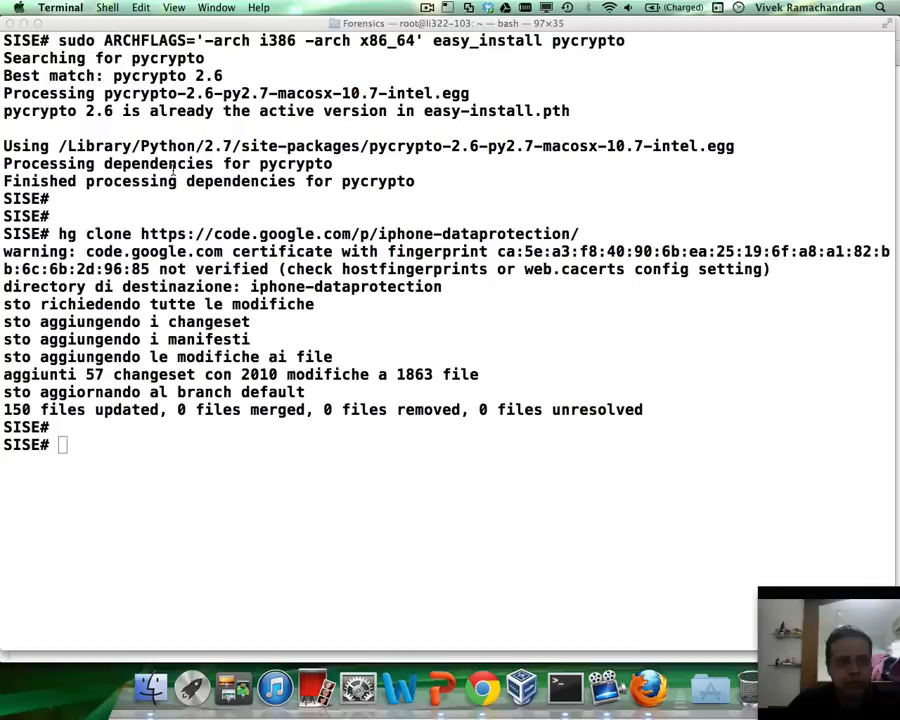 Terminal Shell Edit View Window Help (Charged) Vivek Ramachandran
Forensics — root@li322-103: ~ — bash — 97×35
SISE# sudo ARCHFLAGS='-arch i386 -arch x86_64' easy_install pycrypto
Searching for pycrypto
Best match: pycrypto 2.6
Processing pycrypto-2.6-py2.7-macosx-10.7-intel.egg
pycrypto 2.6 is already the active version in easy-install.pth
Using /Library/Python/2.7/site-packages/pycrypto-2.6-py2.7-macosx-10.7-intel.egg
Processing dependencies for pycrypto
Finished processing dependencies for pycrypto
SISE#
SISE#
SISE# hg clone https://code.google.com/p/iphone-dataprotection/
warning: code.google.com certificate with fingerprint ca:5e:a3:f8:40:90:6b:ea:25:19:6f:a8:a1:82:b
b:6c:6b:2d:96:85 not verified (check hostfingerprints or web.cacerts config setting)
directory di destinazione: iphone-dataprotection
sto richiedendo tutte le modifiche
sto aggiungendo i changeset
sto aggiungendo i manifesti
sto aggiungendo le modifiche ai file
aggiunti 57 changeset con 2010 modifiche a 1863 file
sto aggiornando al branch default
150 files updated, 0 files merged, 0 files removed, 0 files unresolved
SISE#
SISE#